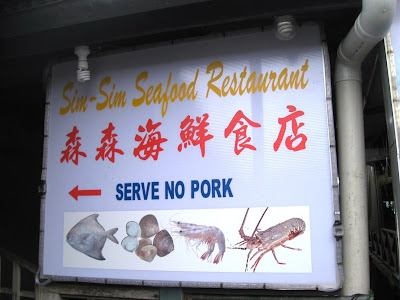 Sim-Sim Seafood Restaurant
森森海鮮食店
SERVE NO PORK